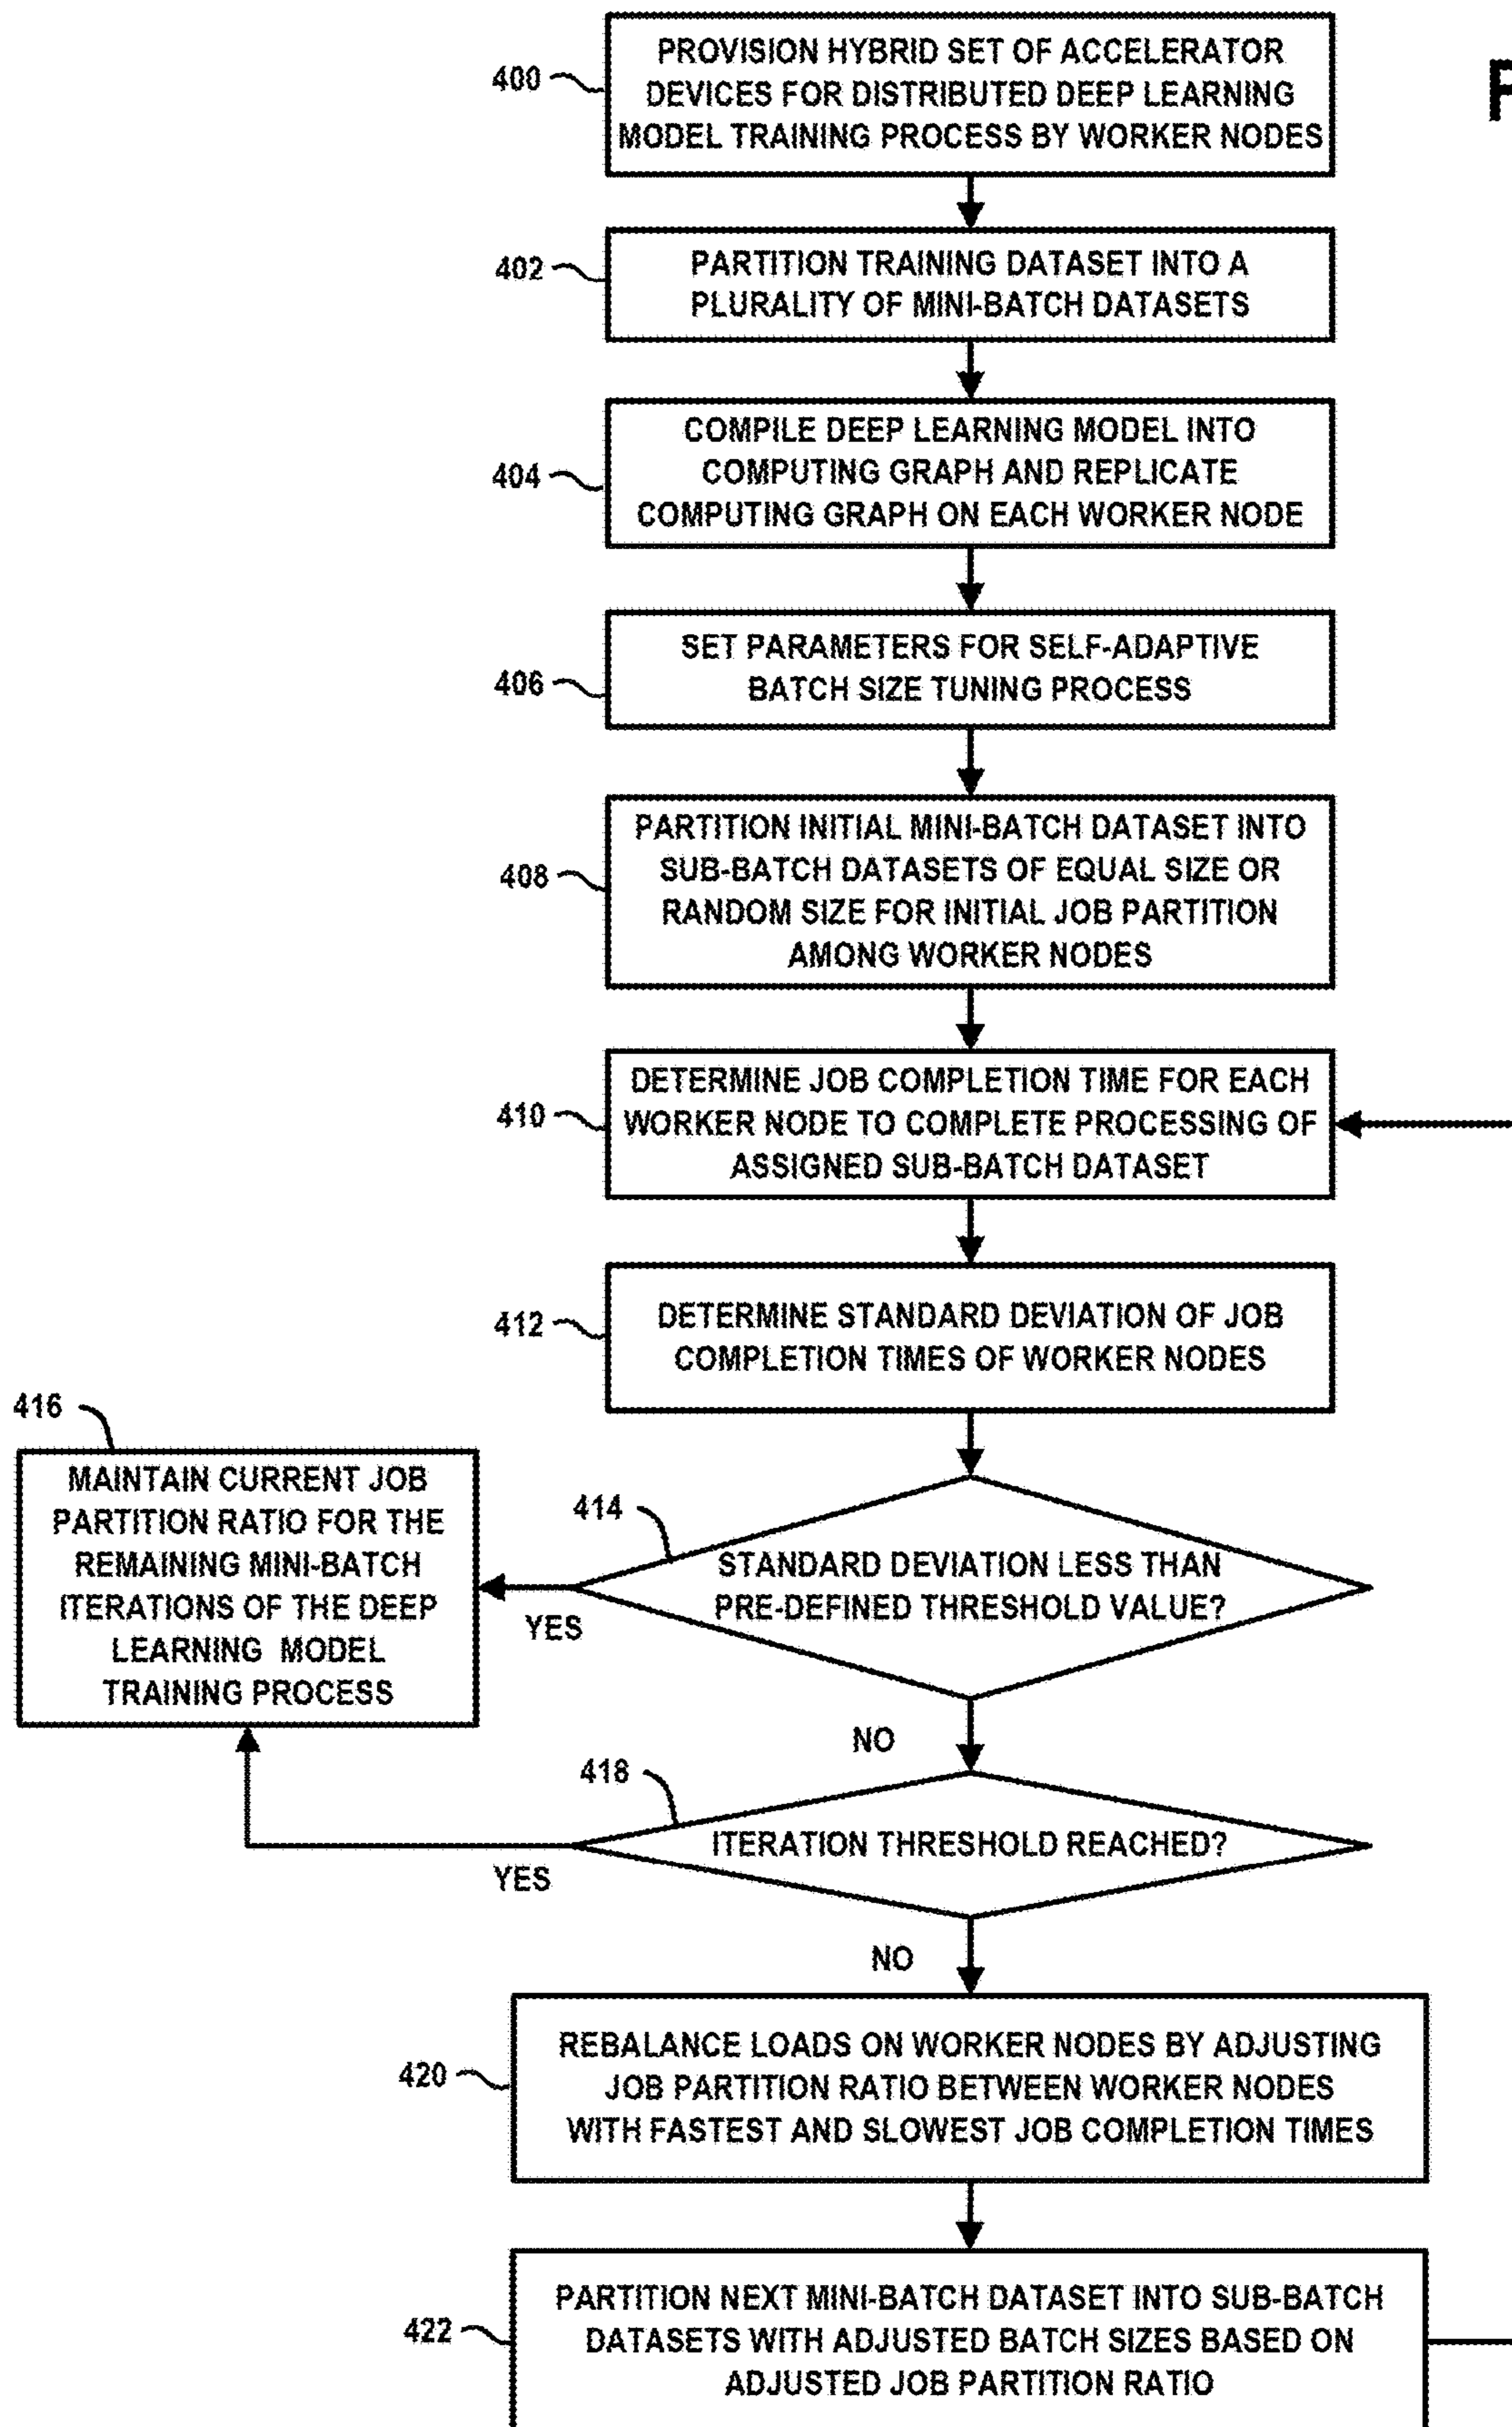 400
PROVISION HYBRID SET OF ACCELERATOR
DEVICES FOR DISTRIBUTED DEEP LEARNING
MODEL TRAINING PROCESS BY WORKER NODES
F
402
PARTITION TRAINING DATASET INTO A
PLURALITY OF MINI-BATCH DATASETS
404
COMPILE DEEP LEARNING MODEL INTO
COMPUTING GRAPH AND REPLICATE
COMPUTING GRAPH ON EACH WORKER NODE
406
SET PARAMETERS FOR SELF-ADAPTIVE
BATCH SIZE TUNING PROCESS
408
PARTITION INITIAL MINI-BATCH DATASET INTO
SUB-BATCH DATASETS OF EQUAL SIZE OR
RANDOM SIZE FOR INITIAL JOB PARTITION
AMONG WORKER NODES
410
DETERMINE JOB COMPLETION TIME FOR EACH
WORKER NODE TO COMPLETE PROCESSING OF
ASSIGNED SUB-BATCH DATASET
412
DETERMINE STANDARD DEVIATION OF JOB
COMPLETION TIMES OF WORKER NODES
414
STANDARD DEVIATION LESS THAN
PRE-DEFINED THRESHOLD VALUE?
YES
NO
416
MAINTAIN CURRENT JOB
PARTITION RATIO FOR THE
REMAINING MINI-BATCH
ITERATIONS OF THE DEEP
LEARNING MODEL
TRAINING PROCESS
418
ITERATION THRESHOLD REACHED?
YES
NO
420
REBALANCE LOADS ON WORKER NODES BY ADJUSTING
JOB PARTITION RATIO BETWEEN WORKER NODES
WITH FASTEST AND SLOWEST JOB COMPLETION TIMES
422
PARTITION NEXT MINI-BATCH DATASET INTO SUB-BATCH
DATASETS WITH ADJUSTED BATCH SIZES BASED ON
ADJUSTED JOB PARTITION RATIO